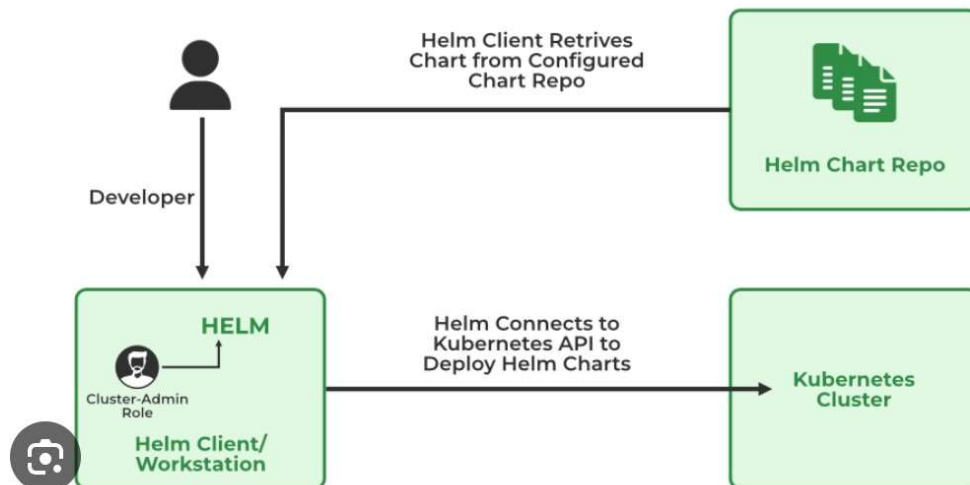 Helm Client Retrives
Chart from Configured
Chart Repo
Helm Chart Repo
Developer
HELM
Cluster-Admin
Role
Helm Client/
Workstation
Helm Connects to
Kubernetes API to
Deploy Helm Charts
Kubernetes
Cluster